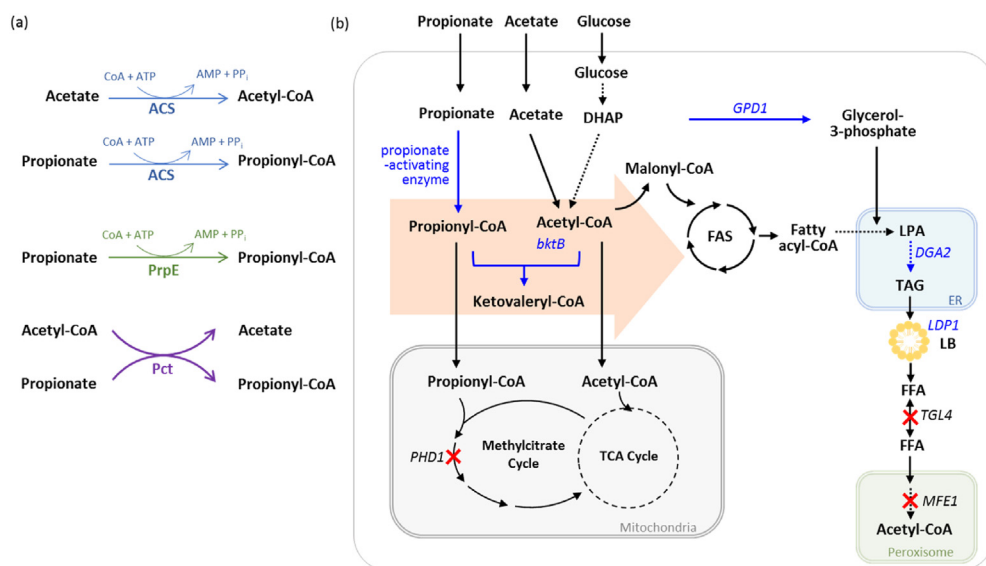 (a)
CoA + ATP AMP + PPi
Acetate Acetyl-CoA
ACS
CoA + ATP AMP + PPi
Propionate Propionyl-CoA
ACS
CoA + ATP AMP + PPi
Propionate Propionyl-CoA
PrpE
Acetyl-CoA Acetate
Propionate Propionyl-CoA
Pct
(b)
Propionate Acetate Glucose
Glucose
Propionate Acetate DHAP
GPD1
Glycerol-
3-phosphate
propionate
-activating
enzyme
Malonyl-CoA
Propionyl-CoA Acetyl-CoA
bktB
FAS
Fatty
acyl-CoA
LPA
DGA2
TAG
ER
Ketovaleryl-CoA
LDP1
LB
FFA
TGL4
FFA
Propionyl-CoA Acetyl-CoA
PHD1
Methylcitrate
Cycle
TCA Cycle
Mitochondria
MFE1
Acetyl-CoA
Peroxisome